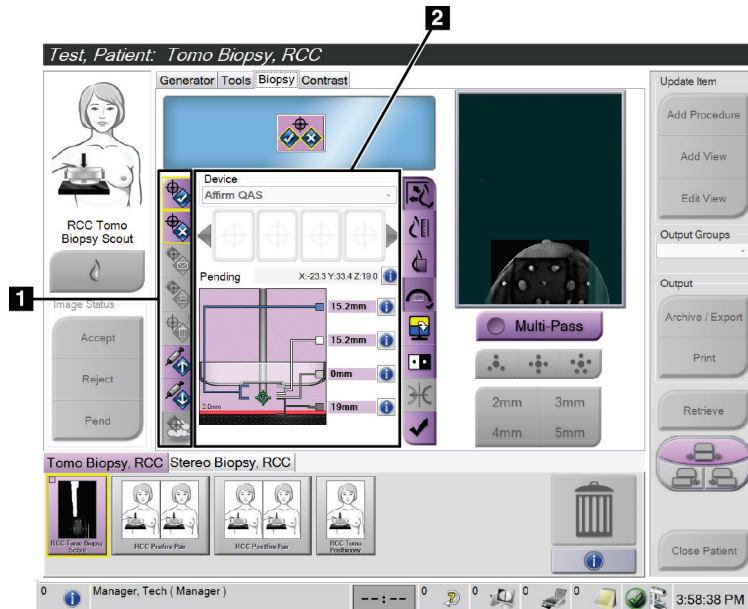 2
Test, Patient: Tomo Biopsy, RCC
Generator Tools Biopsy Contrast
Update Item
Add Procedure
Add View
Edit View
Output Groups
Output
Archive / Export
Print
Retrieve
Close Patient
RCC Tomo
Biopsy Scout
Image Status
Accept
Reject
Pend
1
Device
Affirm QAS
Pending X:-23.3 Y:33.4 Z:19.0
15.2mm
15.2mm
0mm
19mm
3.0mm
Multi-Pass
2mm 3mm
4mm 5mm
Tomo Biopsy, RCC Stereo Biopsy, RCC
RCC Tomo Biopsy
Scout
RCC Prefire Pair
RCC Postfire Pair
RCC Tomo
Postbiopsy
0 Manager, Tech ( Manager ) --:-- 0 0 0 0 3:58:38 PM